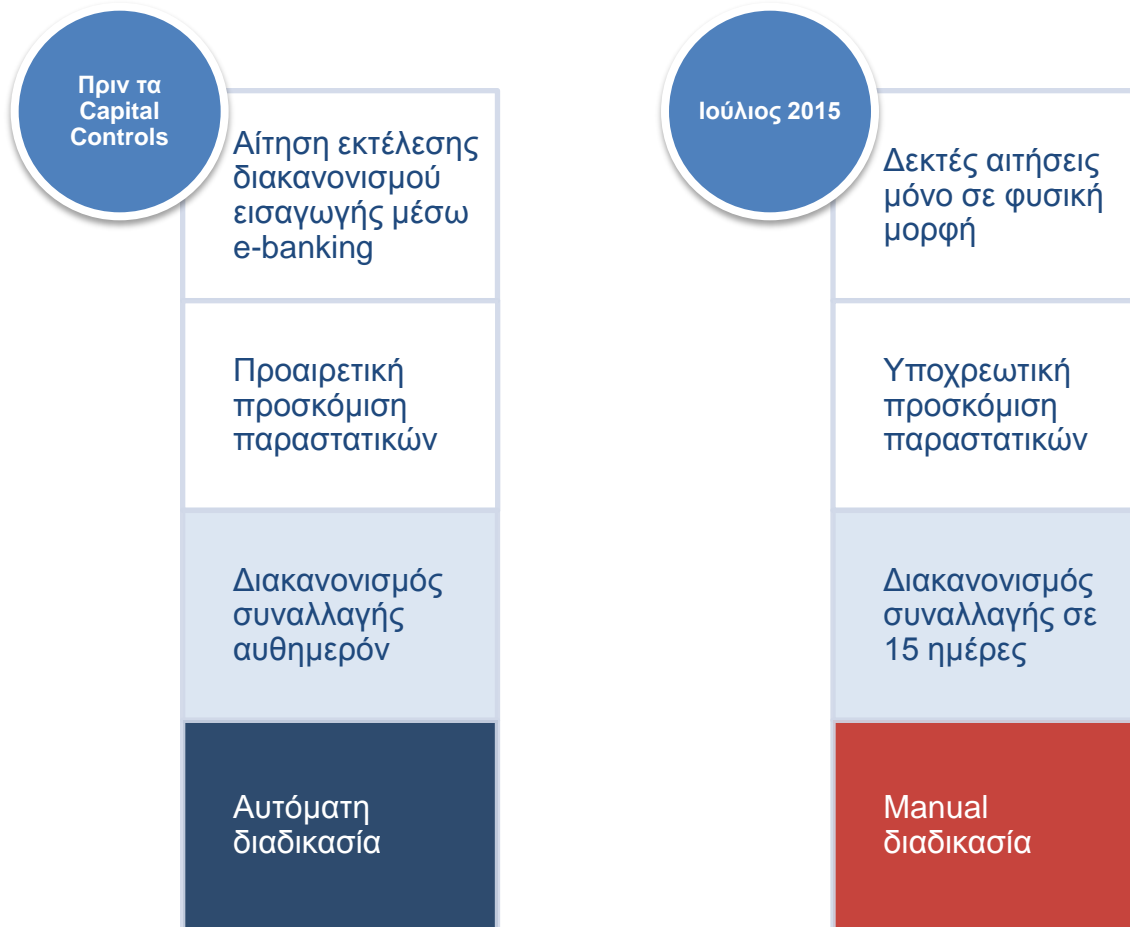 Πριν τα
Capital
Controls
Αίτηση εκτέλεσης
διακανονισμού
εισαγωγής μέσω
e-banking
Προαιρετική
προσκόμιση
παραστατικών
Διακανονισμός
συναλλαγής
αυθημερόν
Αυτόματη
διαδικασία
Ιούλιος 2015
Δεκτές αιτήσεις
μόνο σε φυσική
μορφή
Υποχρεωτική
προσκόμιση
παραστατικών
Διακανονισμός
συναλλαγής σε
15 ημέρες
Manual
διαδικασία